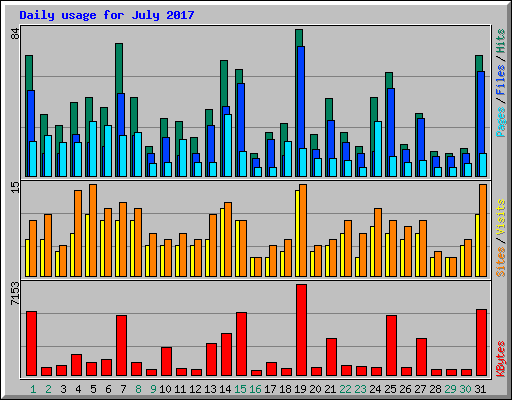 Daily usage for July 2017
84
Pages / Files / Hits
15
Sites / Visits
7153
KBytes
1 2 3 4 5 6 7 8 9 10 11 12 13 14 15 16 17 18 19 20 21 22 23 24 25 26 27 28 29 30 31